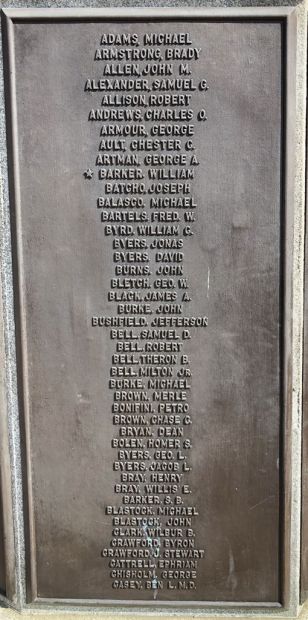 ADAMS, MICHAEL
ARMSTRONG, BRADY
ALLEN, JOHN M.
ALEXANDER, SAMUEL G.
ALLISON, ROBERT
ANDREWS, CHARLES O.
ARMOUR, GEORGE
AULT, CHESTER C.
ARTMAN, GEORGE A.
★ BARKER, WILLIAM
BATCHO, JOSEPH
BALASCO, MICHAEL
BARTELS, FRED. W.
BYRD, WILLIAM G.
BYERS, JONAS
BYERS, DAVID
BURNS, JOHN
BLETCH, GEO. W.
BLACK, JAMES A.
BURKE, JOHN
BUSHFIELD, JEFFERSON
BELL, SAMUEL D.
BELL, ROBERT
BELL, THERON B.
BELL, MILTON JR.
BURKE, MICHAEL
BROWN, MERLE
BONIFINI, PETRO
BROWN, CHASE C.
BRYAN, DEAN
BOLEN, HOMER S.
BYERS, GEO. L.
BYERS, JACOB L.
BRAY, HENRY
BRAY, WILLIS E.
BARKER, S. B.
BLASTOCK, MICHAEL
BLASTOCK, JOHN
CLARK, WILBUR B.
CRAWFORD, BYRON
CRAWFORD, J. STEWART
CATTRELL, EPHRIAM
CHISHOLM, GEORGE
CASEY, BEN L. M.D.